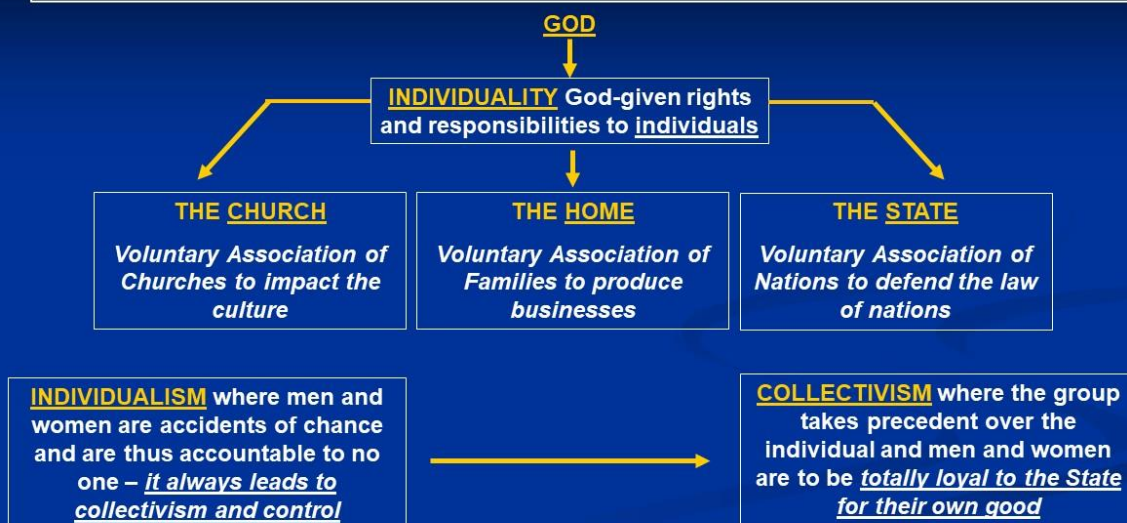 GOD
INDIVIDUALITY God-given rights
and responsibilities to individuals
THE CHURCH
Voluntary Association of
Churches to impact the
culture
THE HOME
Voluntary Association of
Families to produce
businesses
THE STATE
Voluntary Association of
Nations to defend the law
of nations
INDIVIDUALISM where men and
women are accidents of chance
and are thus accountable to no
one – it always leads to
collectivism and control
COLLECTIVISM where the group
takes precedent over the
individual and men and women
are to be totally loyal to the State
for their own good